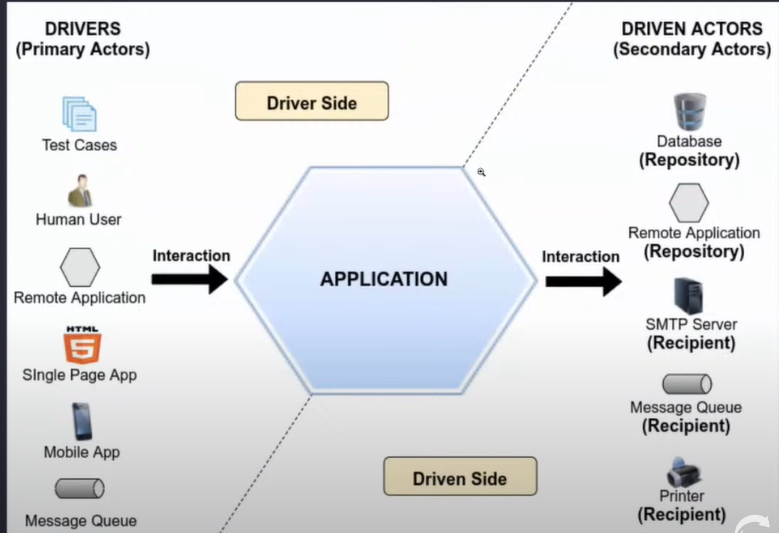 DRIVERS
(Primary Actors)
DRIVEN ACTORS
(Secondary Actors)
Driver Side
Test Cases
Human User
Remote Application
HTML
5
SIngle Page App
Mobile App
Message Queue
Interaction
APPLICATION
Interaction
Database
(Repository)
Remote Application
(Repository)
SMTP Server
(Recipient)
Message Queue
(Recipient)
Printer
(Recipient)
Driven Side